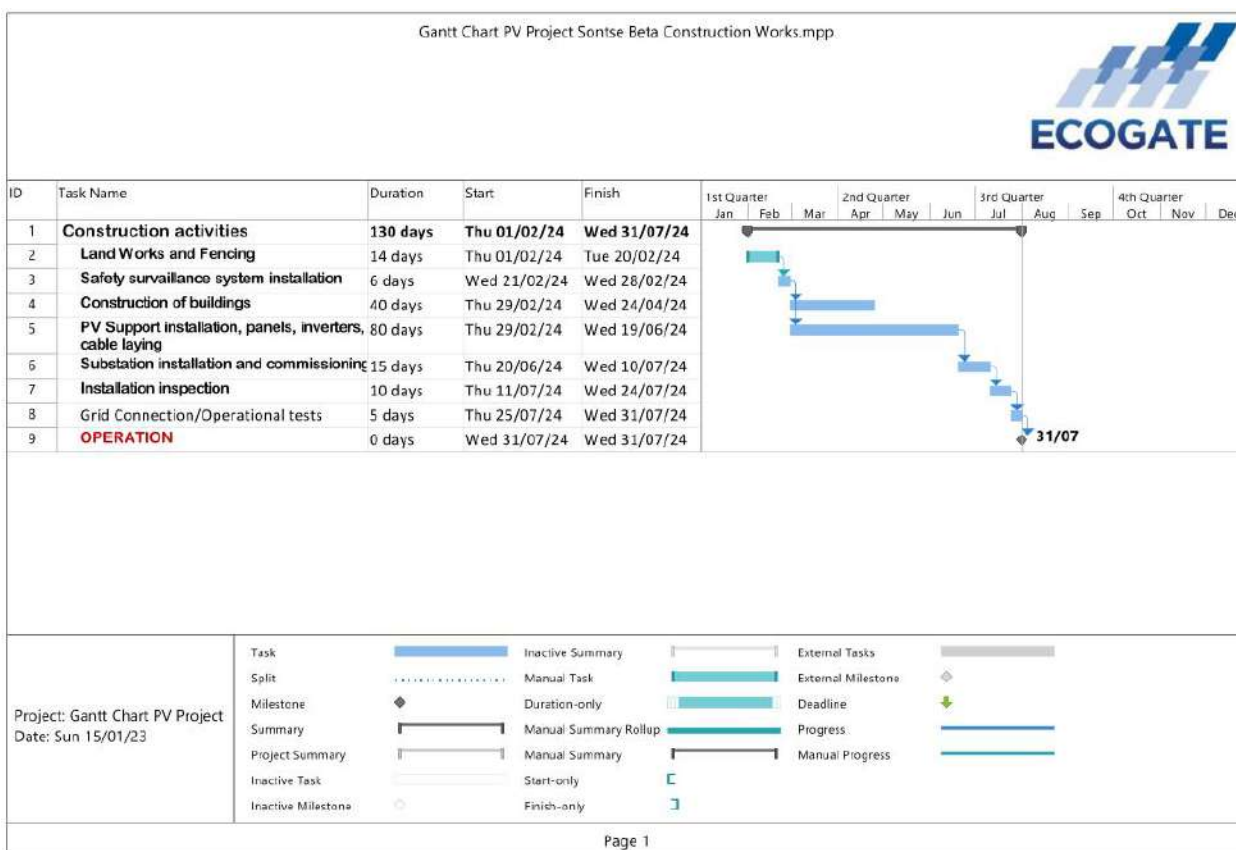 Gantt Chart PV Project Sontse Beta Construction Works.mpp
ECOGATE
ID Task Name Duration Start Finish
1st Quarter 2nd Quarter 3rd Quarter 4th Quarter
Jan Feb Mar Apr May Jun Jul Aug Sep Oct Nov Dec
1 Construction activities 130 days Thu 01/02/24 Wed 31/07/24
2 Land Works and Fencing 14 days Thu 01/02/24 Tue 20/02/24
3 Safety survaillance system installation 6 days Wed 21/02/24 Wed 28/02/24
4 Construction of buildings 40 days Thu 29/02/24 Wed 24/04/24
5 PV Support installation, panels, inverters, 80 days Thu 29/02/24 Wed 19/06/24
cable laying
6 Substation installation and commissioning 15 days Thu 20/06/24 Wed 10/07/24
7 Installation inspection 10 days Thu 11/07/24 Wed 24/07/24
8 Grid Connection/Operational tests 5 days Thu 25/07/24 Wed 31/07/24
9 OPERATION 0 days Wed 31/07/24 Wed 31/07/24 31/07
Project: Gantt Chart PV Project
Date: Sun 15/01/23
Task Inactive Summary External Tasks
Split Manual Task External Milestone
Milestone Duration-only Deadline
Summary Manual Summary Rollup Progress
Project Summary Manual Summary Manual Progress
Inactive Task Start-only
Inactive Milestone Finish-only
Page 1